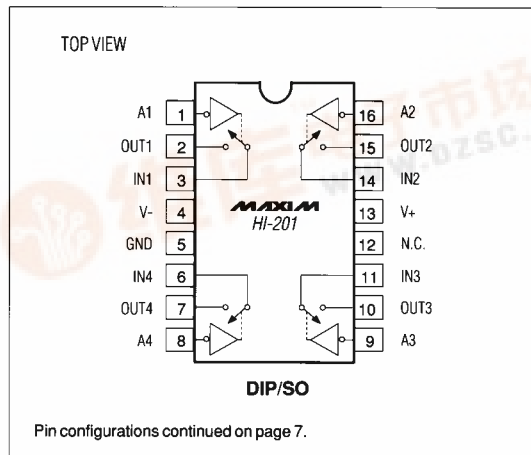 TOP VIEW
A1 1 16 A2
OUT1 2 15 OUT2
IN1 3 14 IN2
V- 4 MAXIM 13 V+
HI-201
GND 5 12 N.C.
IN4 6 11 IN3
OUT4 7 10 OUT3
A4 8 9 A3
DIP/SO
Pin configurations continued on page 7.